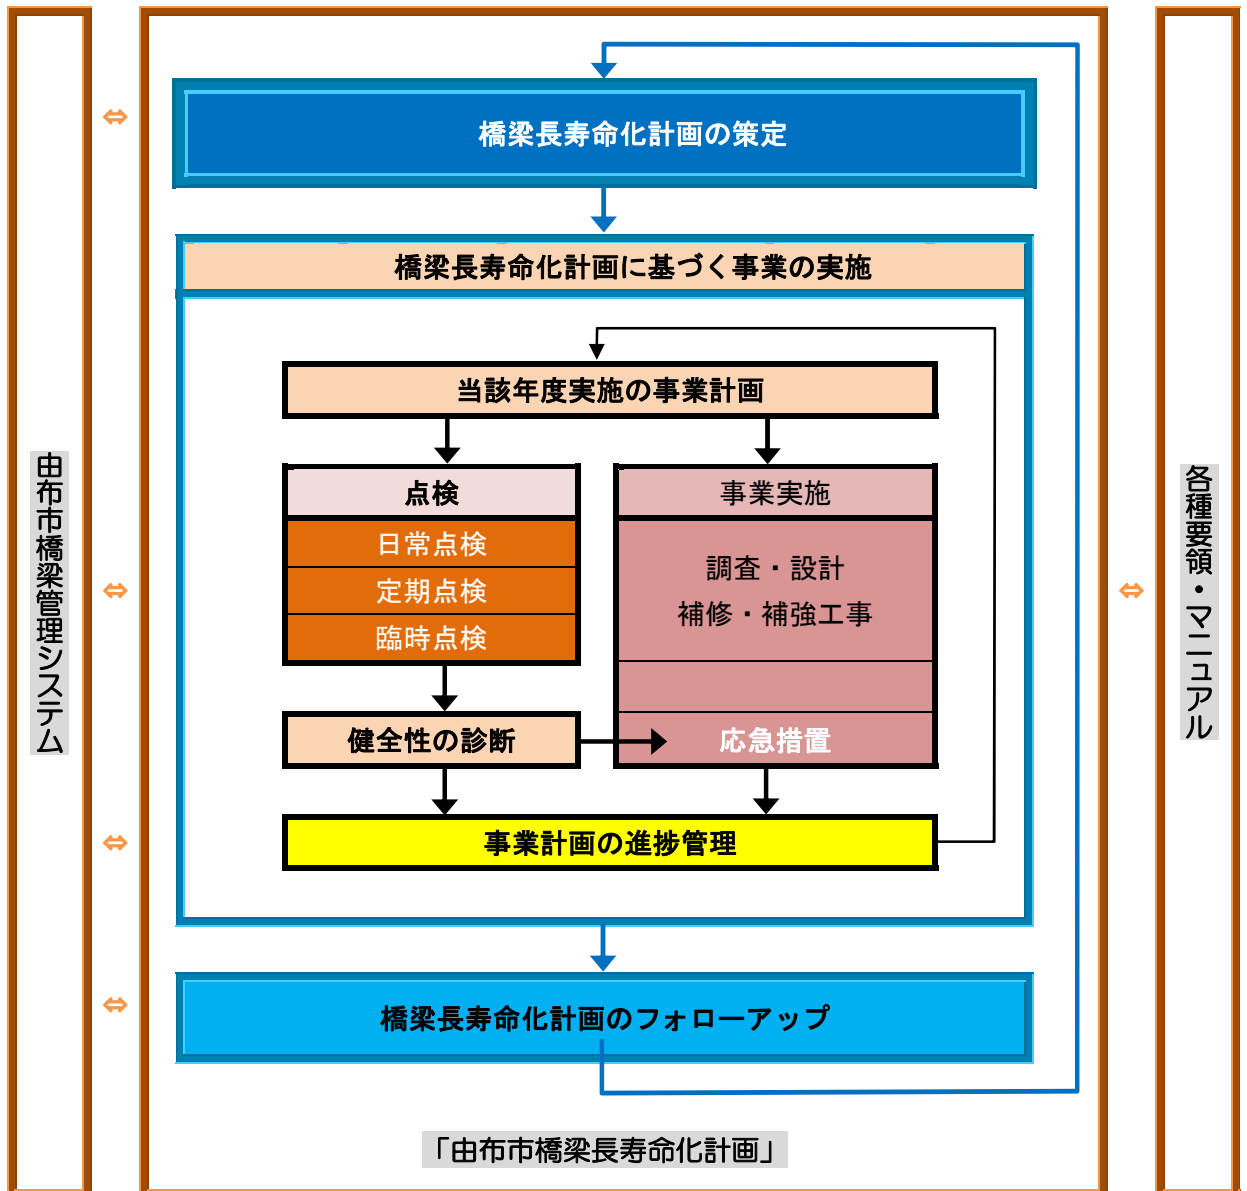 橋梁長寿命化計画の策定
橋梁長寿命化計画に基づく事業の実施
当該年度実施の事業計画
点検
日常点検
定期点検
臨時点検
事業実施
調査・設計
補修・補強工事
健全性の診断
応急措置
事業計画の進捗管理
橋梁長寿命化計画のフォローアップ
「由布市橋梁長寿命化計画」
由布市橋梁管理システム
各種要領・マニュアル